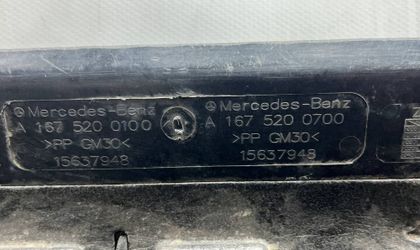 Mercedes-Benz
A 167 520 0100
>PP GM30<
15637948
Mercedes-Benz
A 167 520 0700
>PP GM30<
15637948